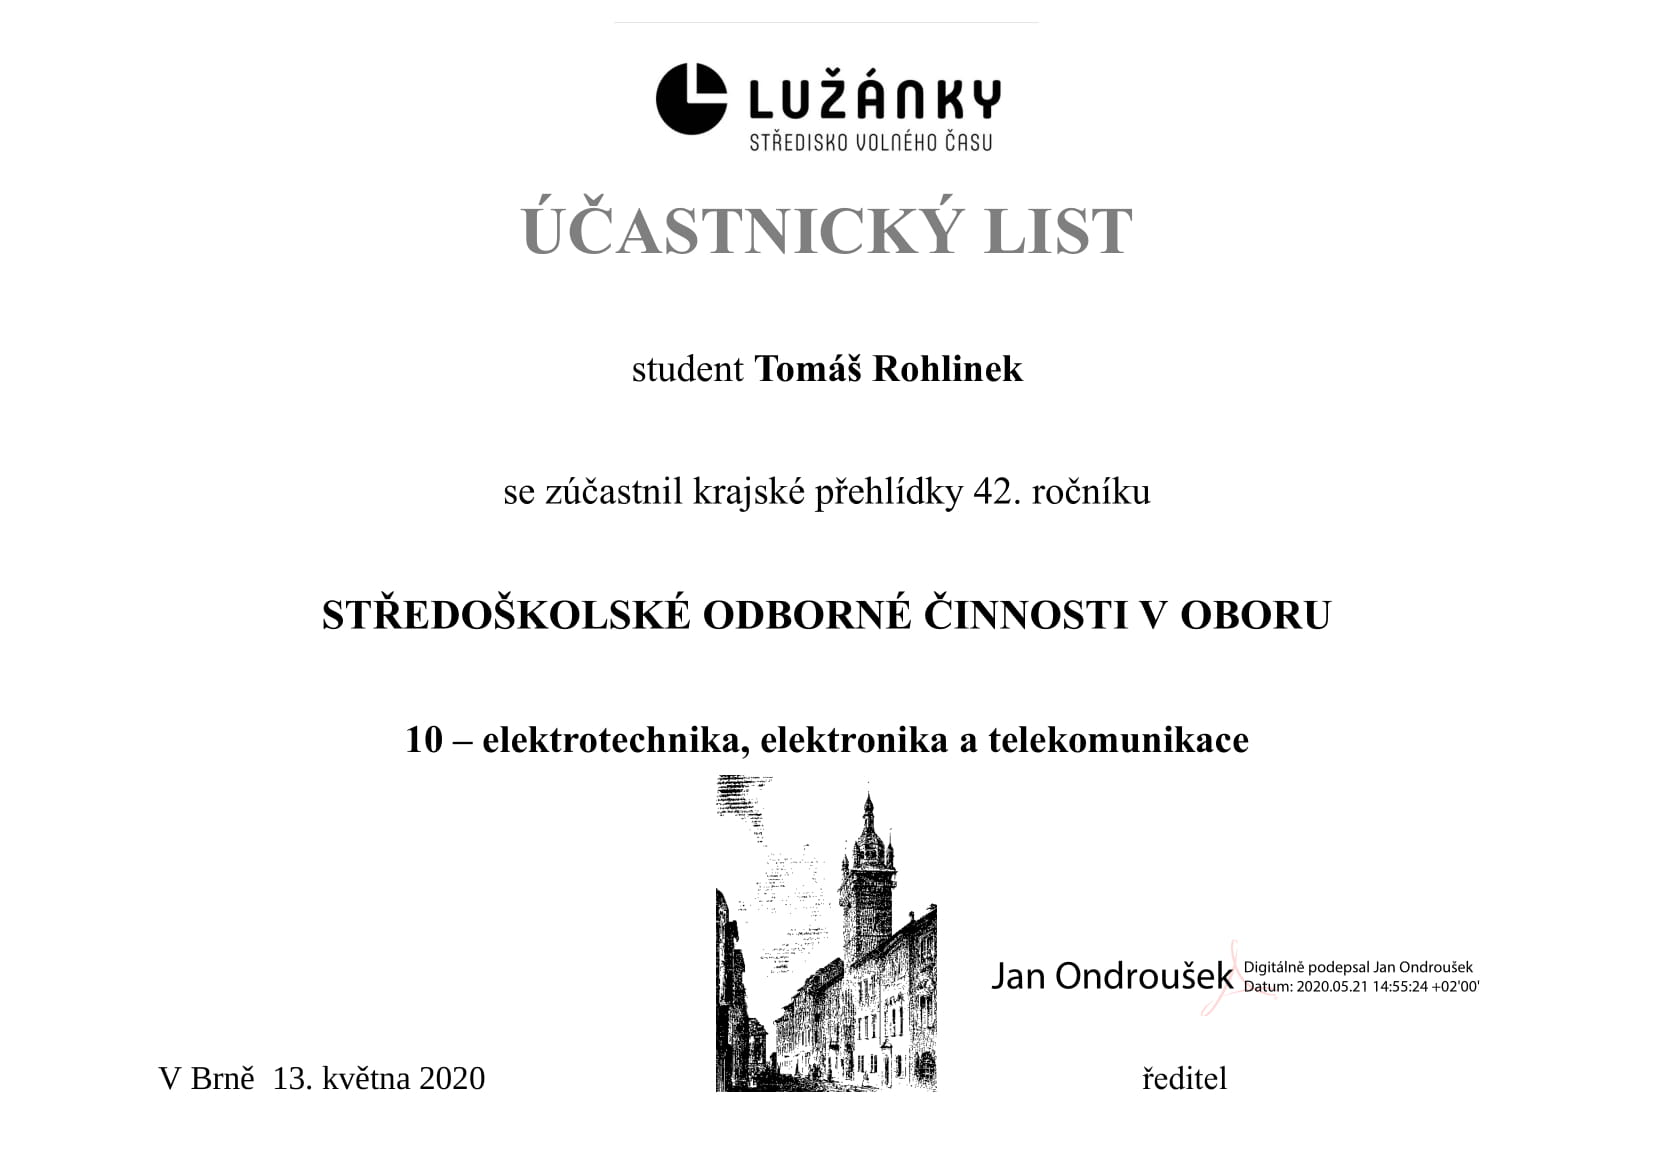 LUŽÁNKY
STŘEDISKO VOLNÉHO ČASU
ÚČASTNICKÝ LIST
student Tomáš Rohlinek
se zúčastnil krajské přehlídky 42. ročníku
STŘEDOŠKOLSKÉ ODBORNÉ ČINNOSTI V OBORU
10 – elektrotechnika, elektronika a telekomunikace
Jan Ondroušek
Digitálně podepsal Jan Ondroušek
Datum: 2020.05.21 14:55:24 +02'00'
V Brně 13. května 2020
ředitel